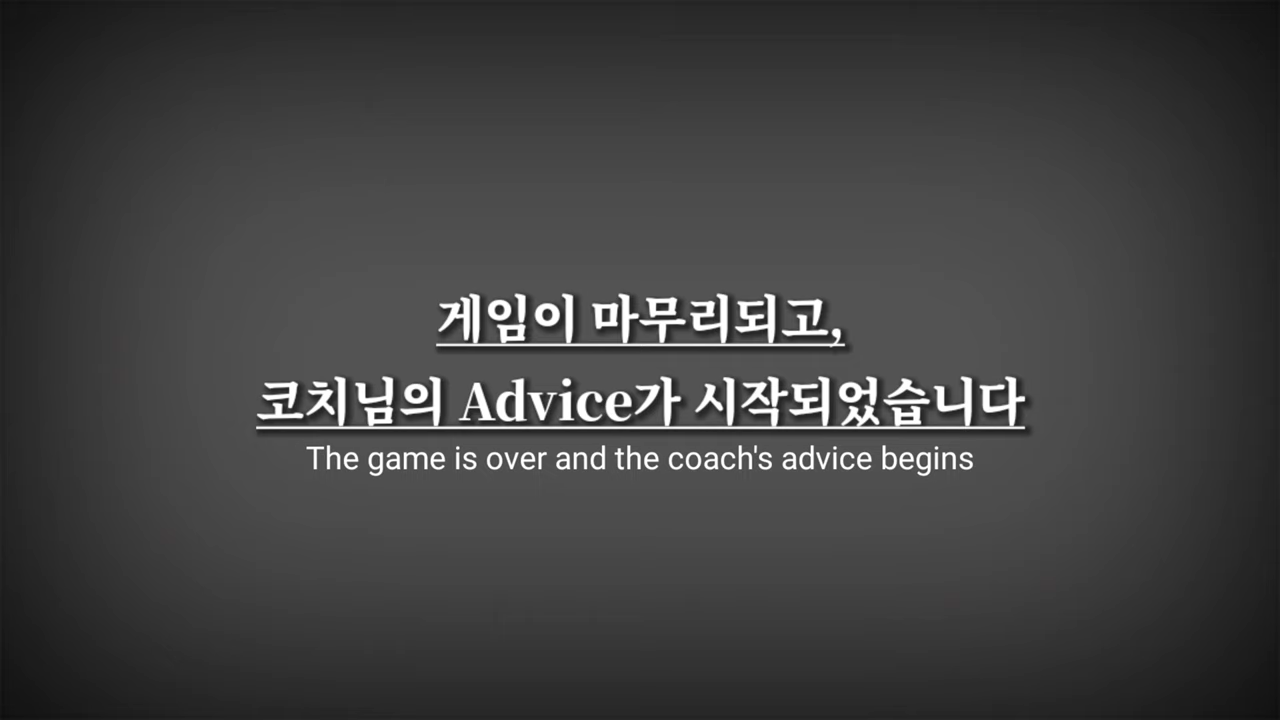 게임이 마무리되고,
코치님의 Advice가 시작되었습니다
The game is over and the coach's advice begins